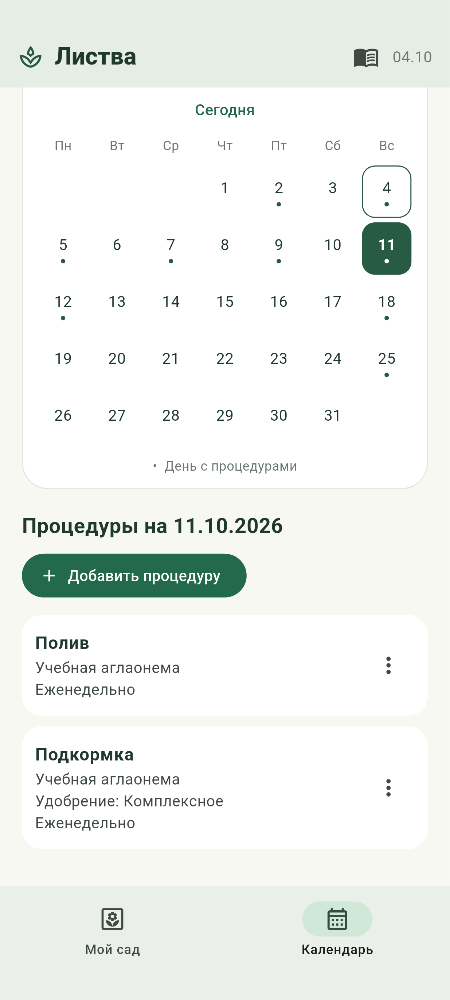 Листва
04.10
Сегодня
Пн Вт Ср Чт Пт Сб Вс
1 2 3 4
5 6 7 8 9 10 11
12 13 14 15 16 17 18
19 20 21 22 23 24 25
26 27 28 29 30 31
• День с процедурами
Процедуры на 11.10.2026
+ Добавить процедуру
Полив
Учебная аглаонема
Еженедельно
Подкормка
Учебная аглаонема
Удобрение: Комплексное
Еженедельно
Мой сад
Календарь